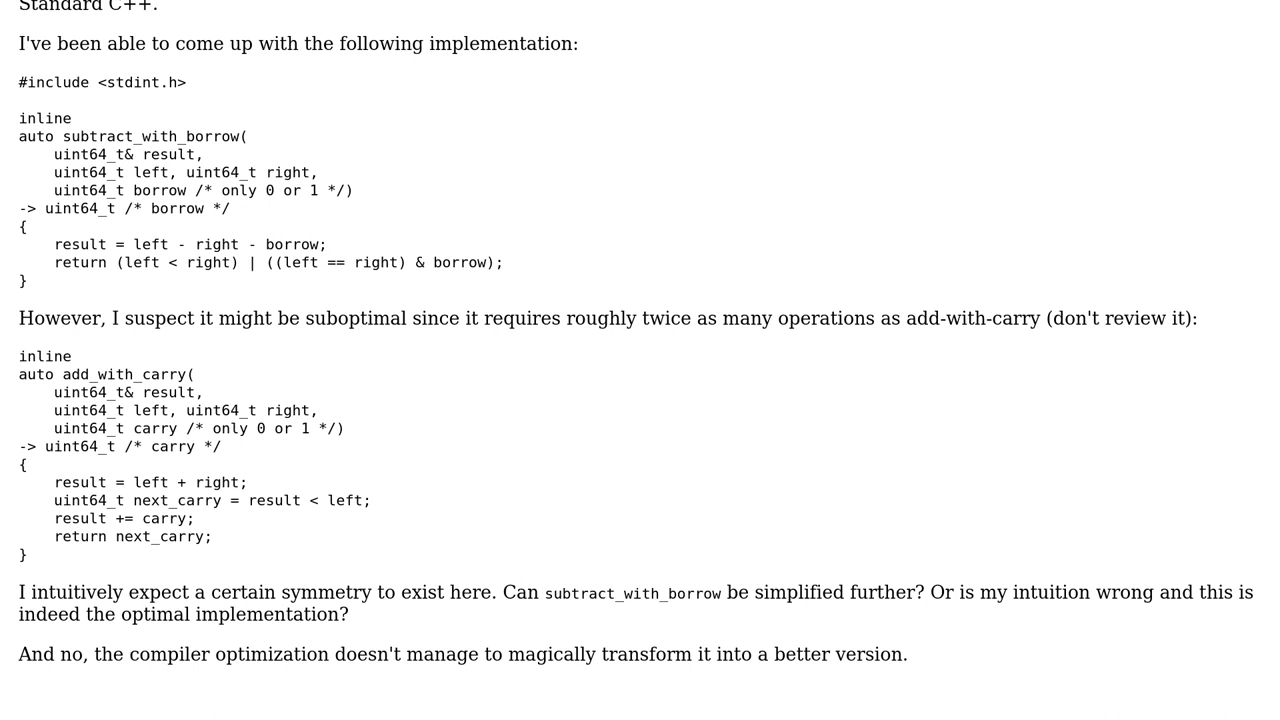 Standard C++.
I've been able to come up with the following implementation:
#include <stdint.h>
inline
auto subtract_with_borrow(
    uint64_t& result,
    uint64_t left, uint64_t right,
    uint64_t borrow /* only 0 or 1 */)
-> uint64_t /* borrow */
{
    result = left - right - borrow;
    return (left < right) | ((left == right) & borrow);
}
However, I suspect it might be suboptimal since it requires roughly twice as many operations as add-with-carry (don't review it):
inline
auto add_with_carry(
    uint64_t& result,
    uint64_t left, uint64_t right,
    uint64_t carry /* only 0 or 1 */)
-> uint64_t /* carry */
{
    result = left + right;
    uint64_t next_carry = result < left;
    result += carry;
    return next_carry;
}
I intuitively expect a certain symmetry to exist here. Can subtract_with_borrow be simplified further? Or is my intuition wrong and this is
indeed the optimal implementation?
And no, the compiler optimization doesn't manage to magically transform it into a better version.